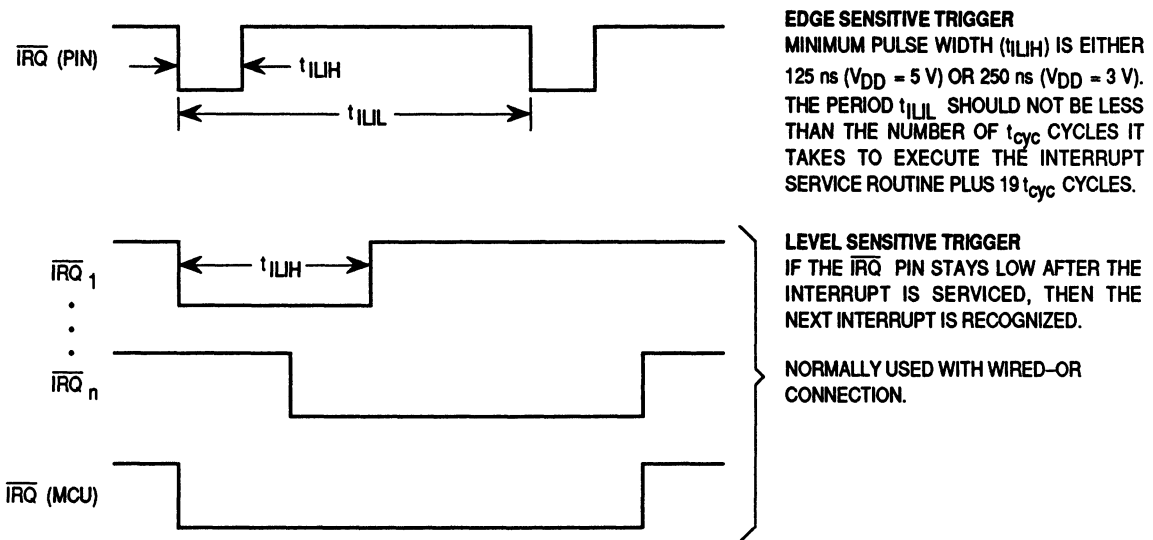 IRQ (PIN)
tILIH
tILIL
EDGE SENSITIVE TRIGGER
MINIMUM PULSE WIDTH (tILIH) IS EITHER
125 ns (VDD = 5 V) OR 250 ns (VDD = 3 V).
THE PERIOD tILIL SHOULD NOT BE LESS
THAN THE NUMBER OF tcyc CYCLES IT
TAKES TO EXECUTE THE INTERRUPT
SERVICE ROUTINE PLUS 19 tcyc CYCLES.
IRQ 1
tILIH
IRQ n
IRQ (MCU)
LEVEL SENSITIVE TRIGGER
IF THE IRQ PIN STAYS LOW AFTER THE
INTERRUPT IS SERVICED, THEN THE
NEXT INTERRUPT IS RECOGNIZED.
NORMALLY USED WITH WIRED–OR
CONNECTION.